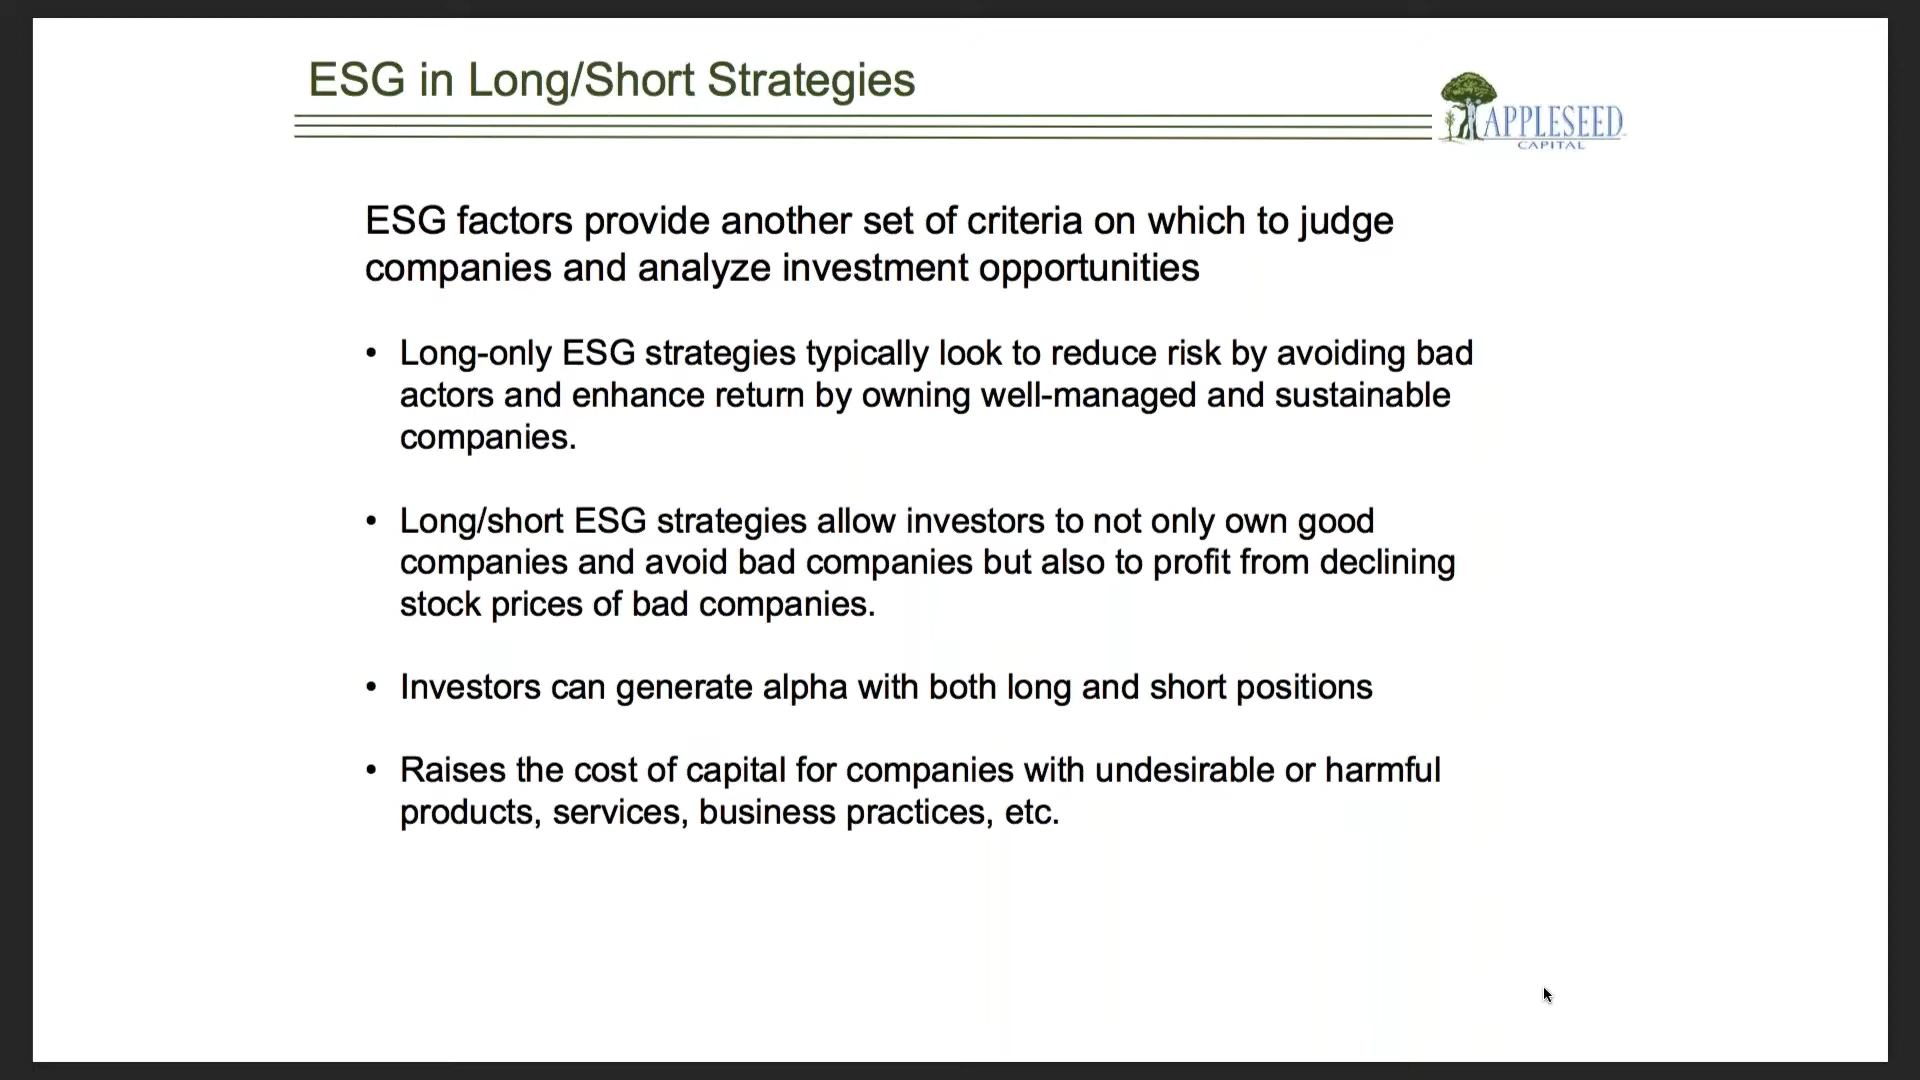 ESG in Long/Short Strategies
APPLESEED
CAPITAL
ESG factors provide another set of criteria on which to judge
companies and analyze investment opportunities
• Long-only ESG strategies typically look to reduce risk by avoiding bad
actors and enhance return by owning well-managed and sustainable
companies.
• Long/short ESG strategies allow investors to not only own good
companies and avoid bad companies but also to profit from declining
stock prices of bad companies.
• Investors can generate alpha with both long and short positions
• Raises the cost of capital for companies with undesirable or harmful
products, services, business practices, etc.